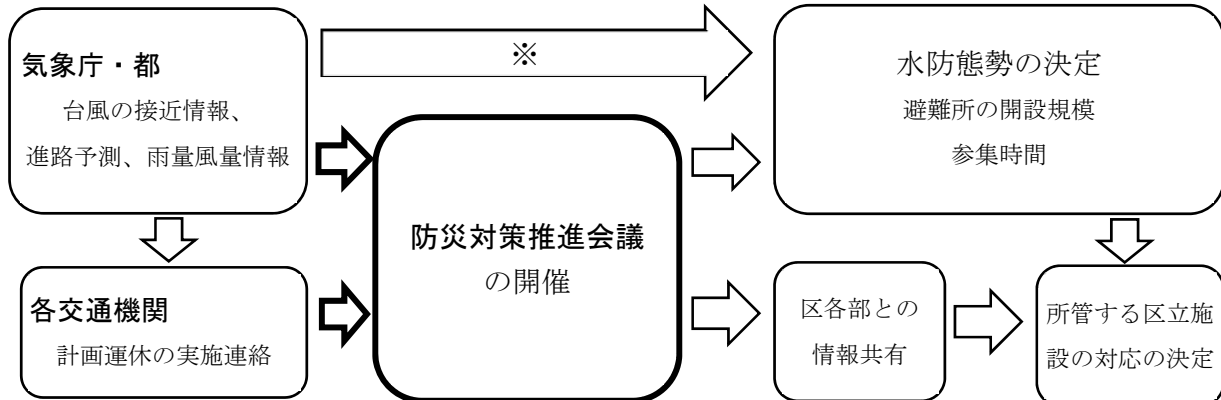 気象庁・都
台風の接近情報、
進路予測、雨量風量情報
※
水防態勢の決定
避難所の開設規模
参集時間
防災対策推進会議
の開催
各交通機関
計画運休の実施連絡
区各部との
情報共有
所管する区立施
設の対応の決定